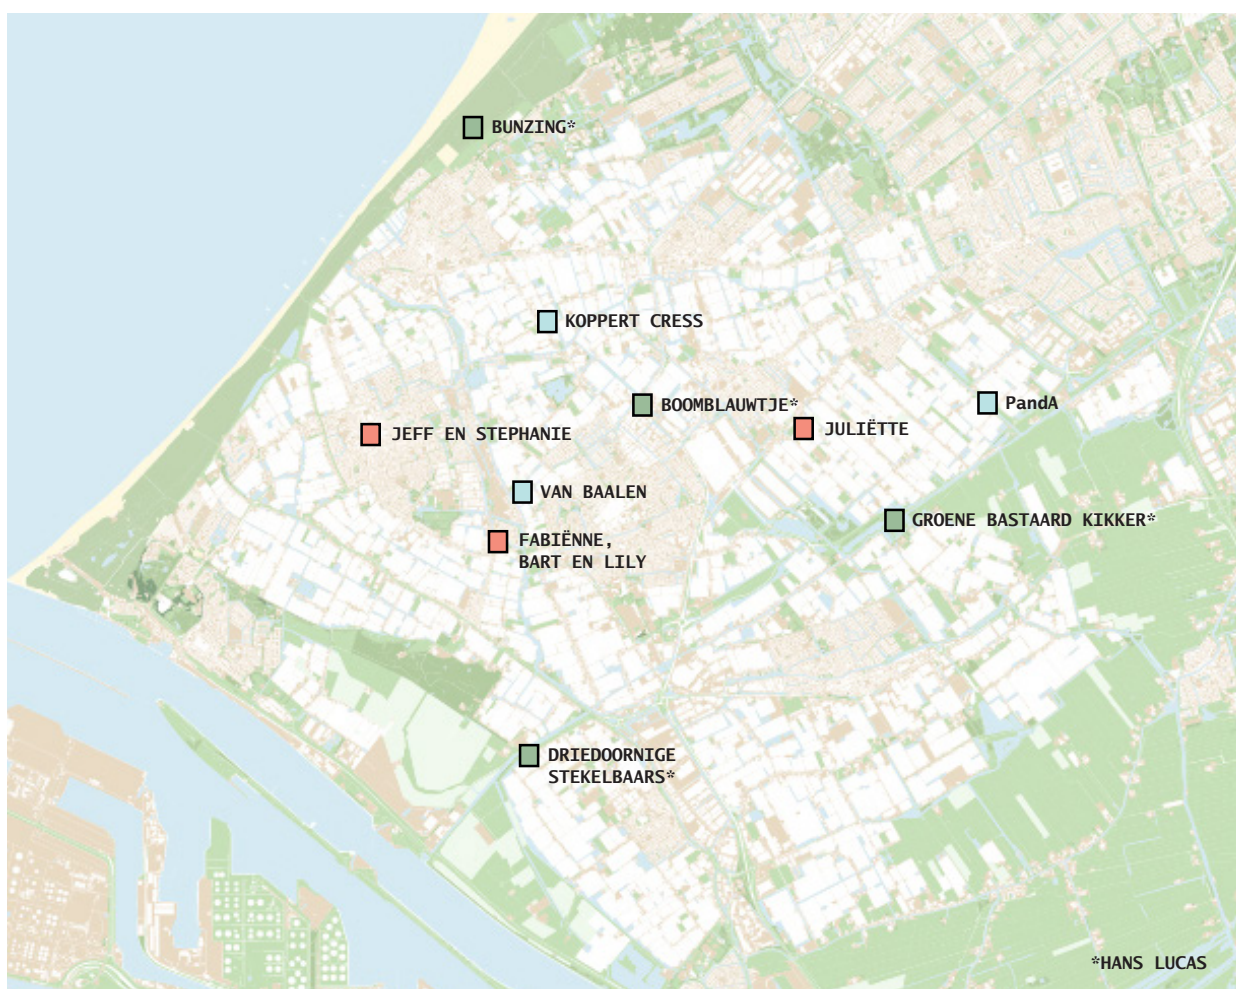 BUNZING*
KOPPERT CRESS
BOOMBLAUWTJE*
PandA
JULIËTTE
JEFF EN STEPHANIE
VAN BAALEN
GROENE BASTAARD KIKKER*
FABIËNNE,
BART EN LILY
DRIEDOORNIGE
STEKELBAARS*
*HANS LUCAS